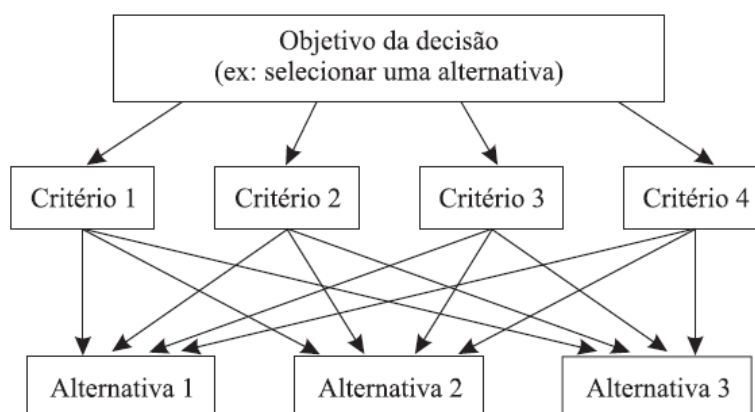 Objetivo da decisão
(ex: selecionar uma alternativa)
Critério 1
Critério 2
Critério 3
Critério 4
Alternativa 1
Alternativa 2
Alternativa 3